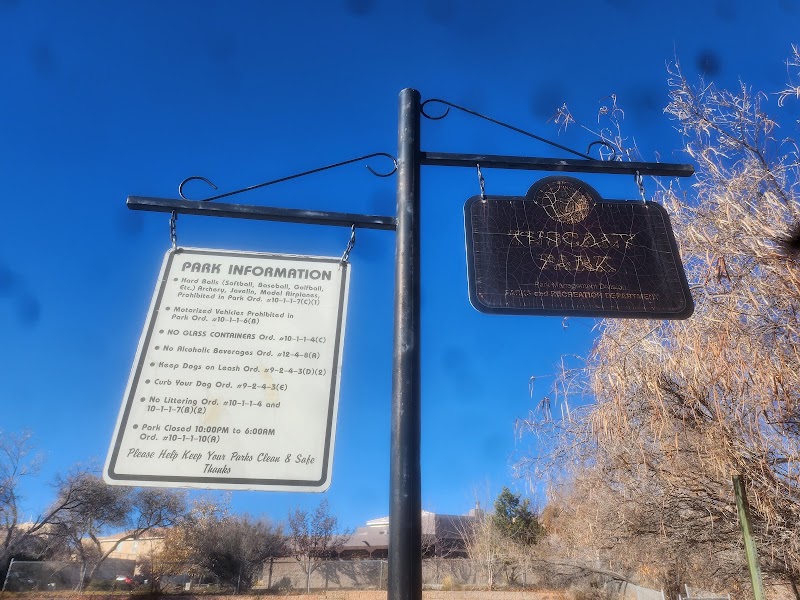 PARK INFORMATION
• Hard Balls (Softball, Baseball, Golfball,
Etc.) Archery, Javelin, Model Airplanes,
Prohibited in Park Ord. #10-1-1-7(C)(1)
• Motorized Vehicles Prohibited in
Park Ord. #10-1-1-6(B)
• NO GLASS CONTAINERS Ord. #10-1-1-4(C)
• No Alcoholic Beverages Ord. #12-4-8(A)
• Keep Dogs on Leash Ord. #9-2-4-3(D)(2)
• Curb Your Dog Ord. #9-2-4-3(E)
• No Littering Ord. #10-1-1-4 and
10-1-1-7(B)(2)
• Park Closed 10:00PM to 6:00AM
Ord. #10-1-1-10(A)
Please Help Keep Your Parks Clean & Safe
Thanks
PARK
Park Management Division
PARKS and RECREATION DEPARTMENT